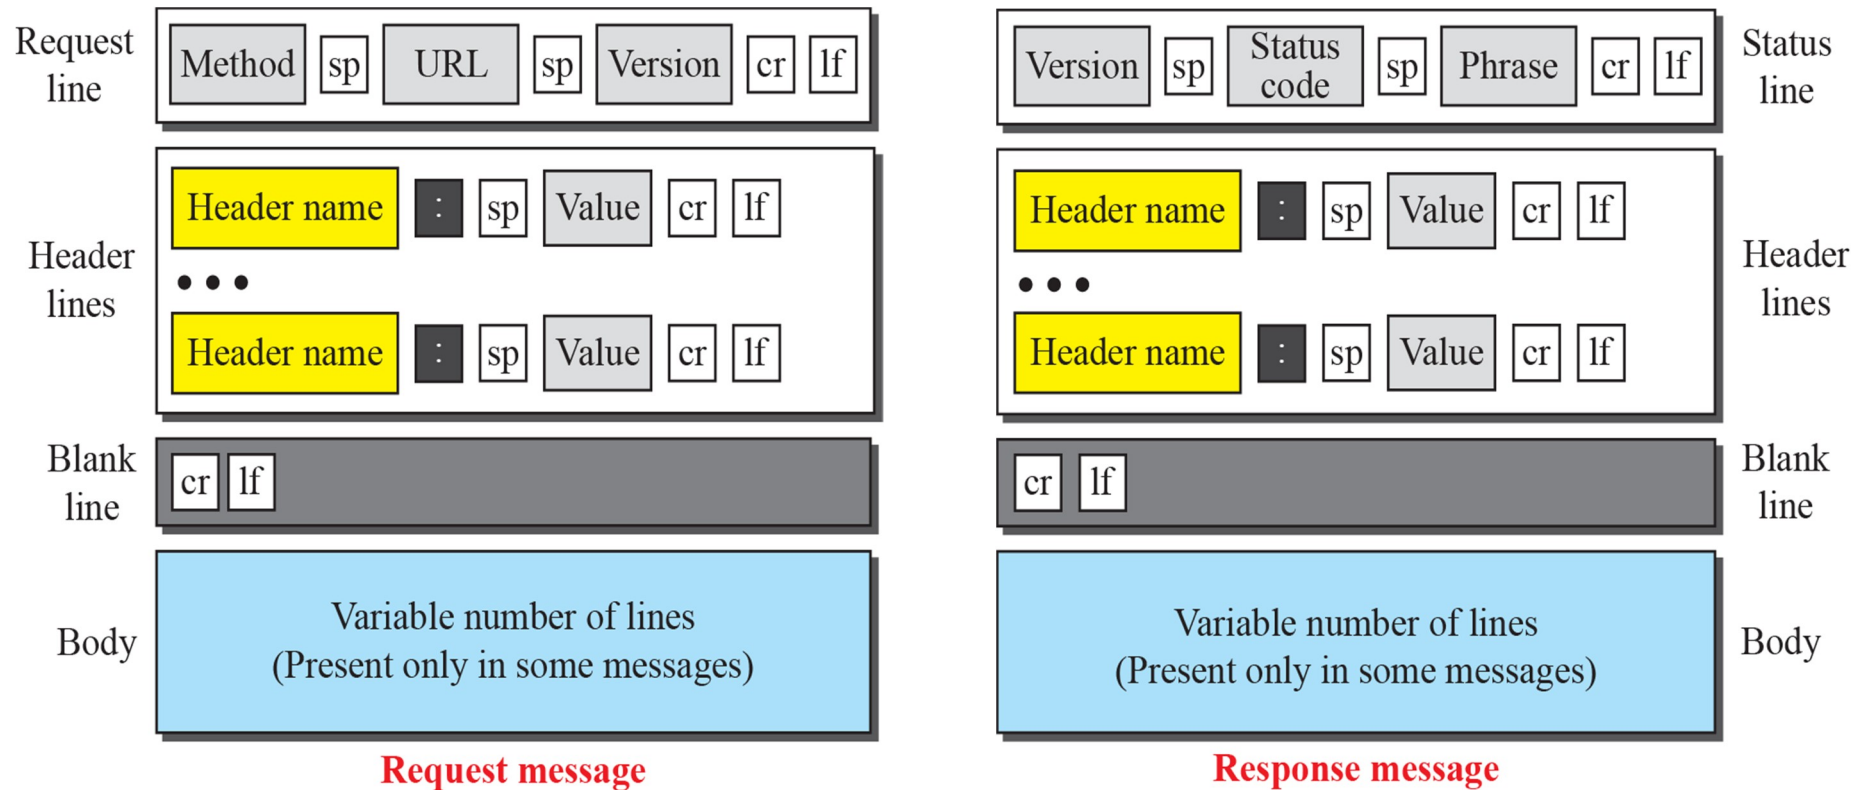 Request
line
Method sp URL sp Version cr lf
Header
lines
Header name : sp Value cr lf
Header name : sp Value cr lf
Blank
line
cr lf
Body
Variable number of lines
(Present only in some messages)
Request message
Version sp Status code sp Phrase cr lf
Status
line
Header name : sp Value cr lf
Header name : sp Value cr lf
Header
lines
cr lf
Blank
line
Variable number of lines
(Present only in some messages)
Body
Response message